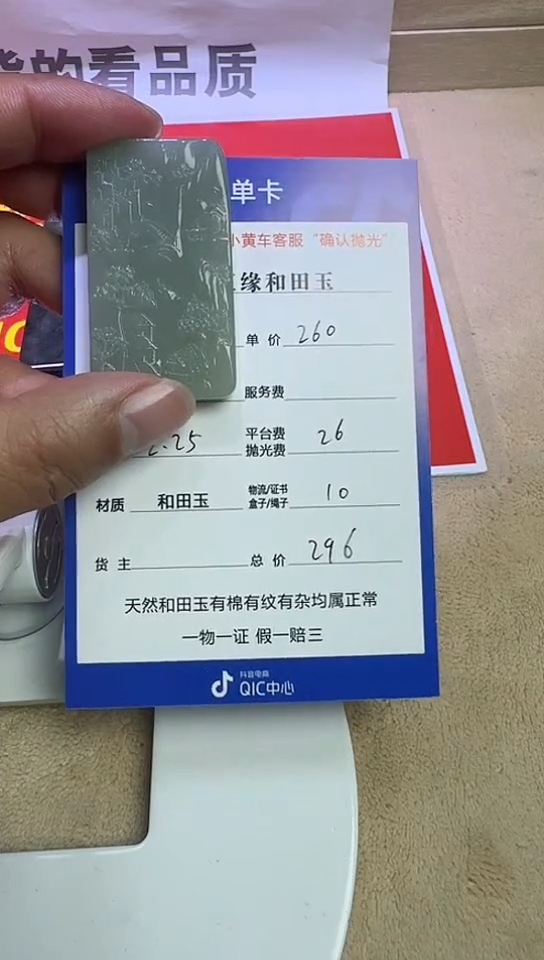 的看品质
单卡
小黄车客服“确认抛光”
缘和田玉
单价 260
服务费
2.25 平台费 抛光费 26
材质 和田玉 物流/证书 盒子/绳子 10
货主 总价 296
天然和田玉有棉有纹有杂均属正常
一物一证 假一赔三
抖音电商
QIC中心